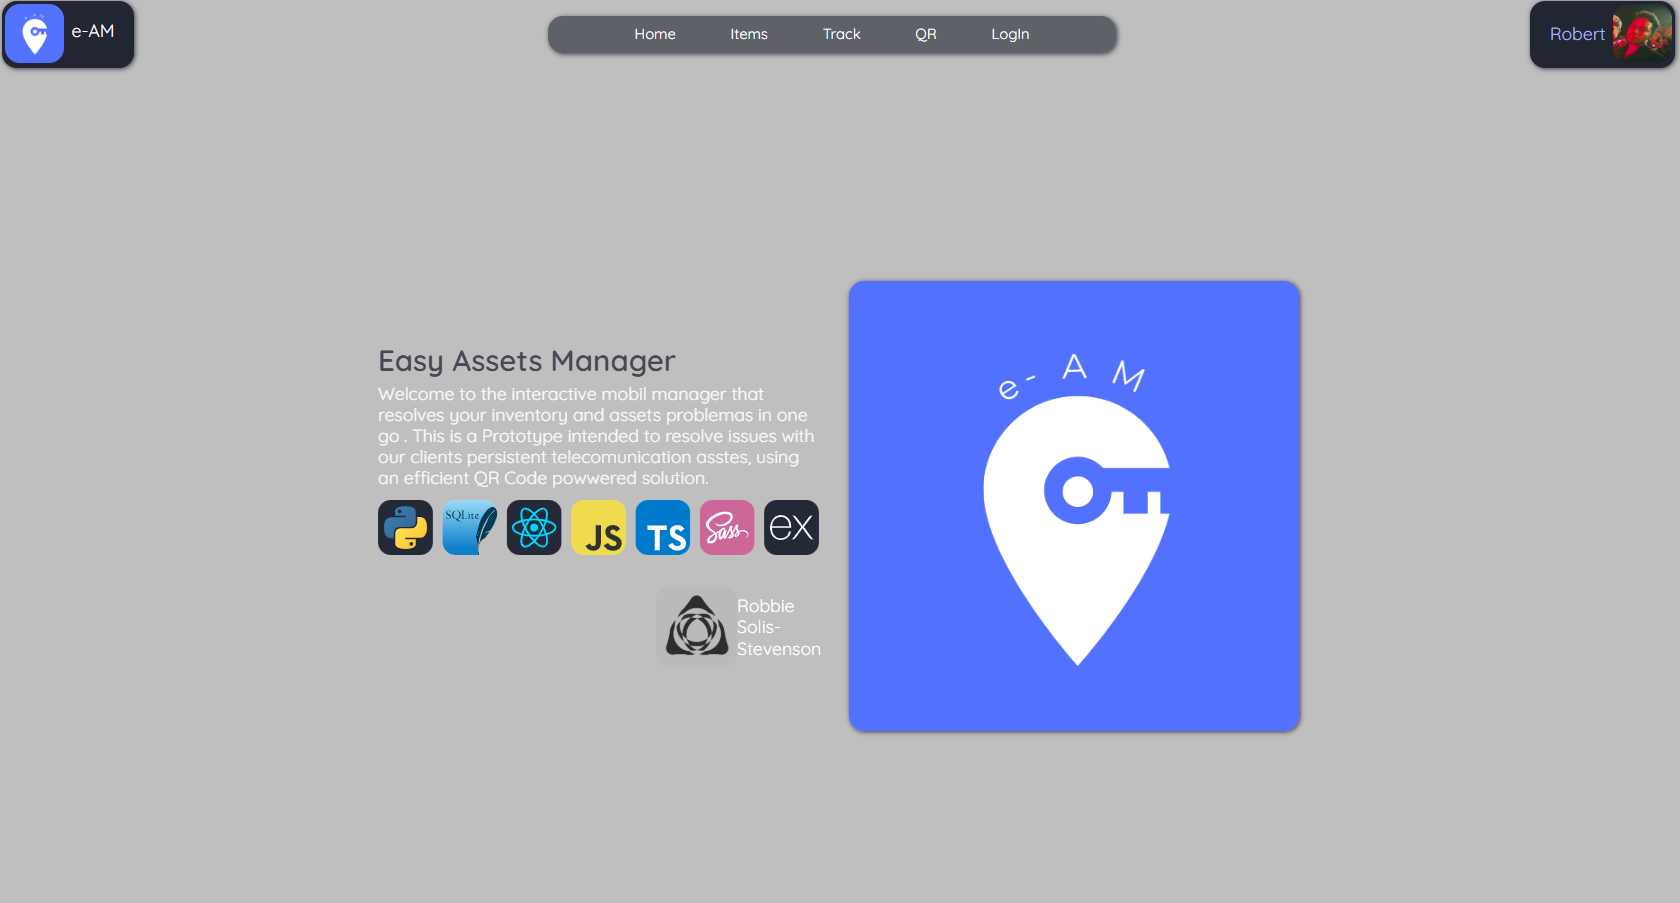 e-AM
e-AM
Home Items Track QR LogIn
Robert
Easy Assets Manager
Welcome to the interactive mobil manager that
resolves your inventory and assets problemas in one
go . This is a Prototype intended to resolve issues with
our clients persistent telecomunication asstes, using
an efficient QR Code powwered solution.
SQLite JS TS Sass ex
Robbie
Solis-
Stevenson
e-AM